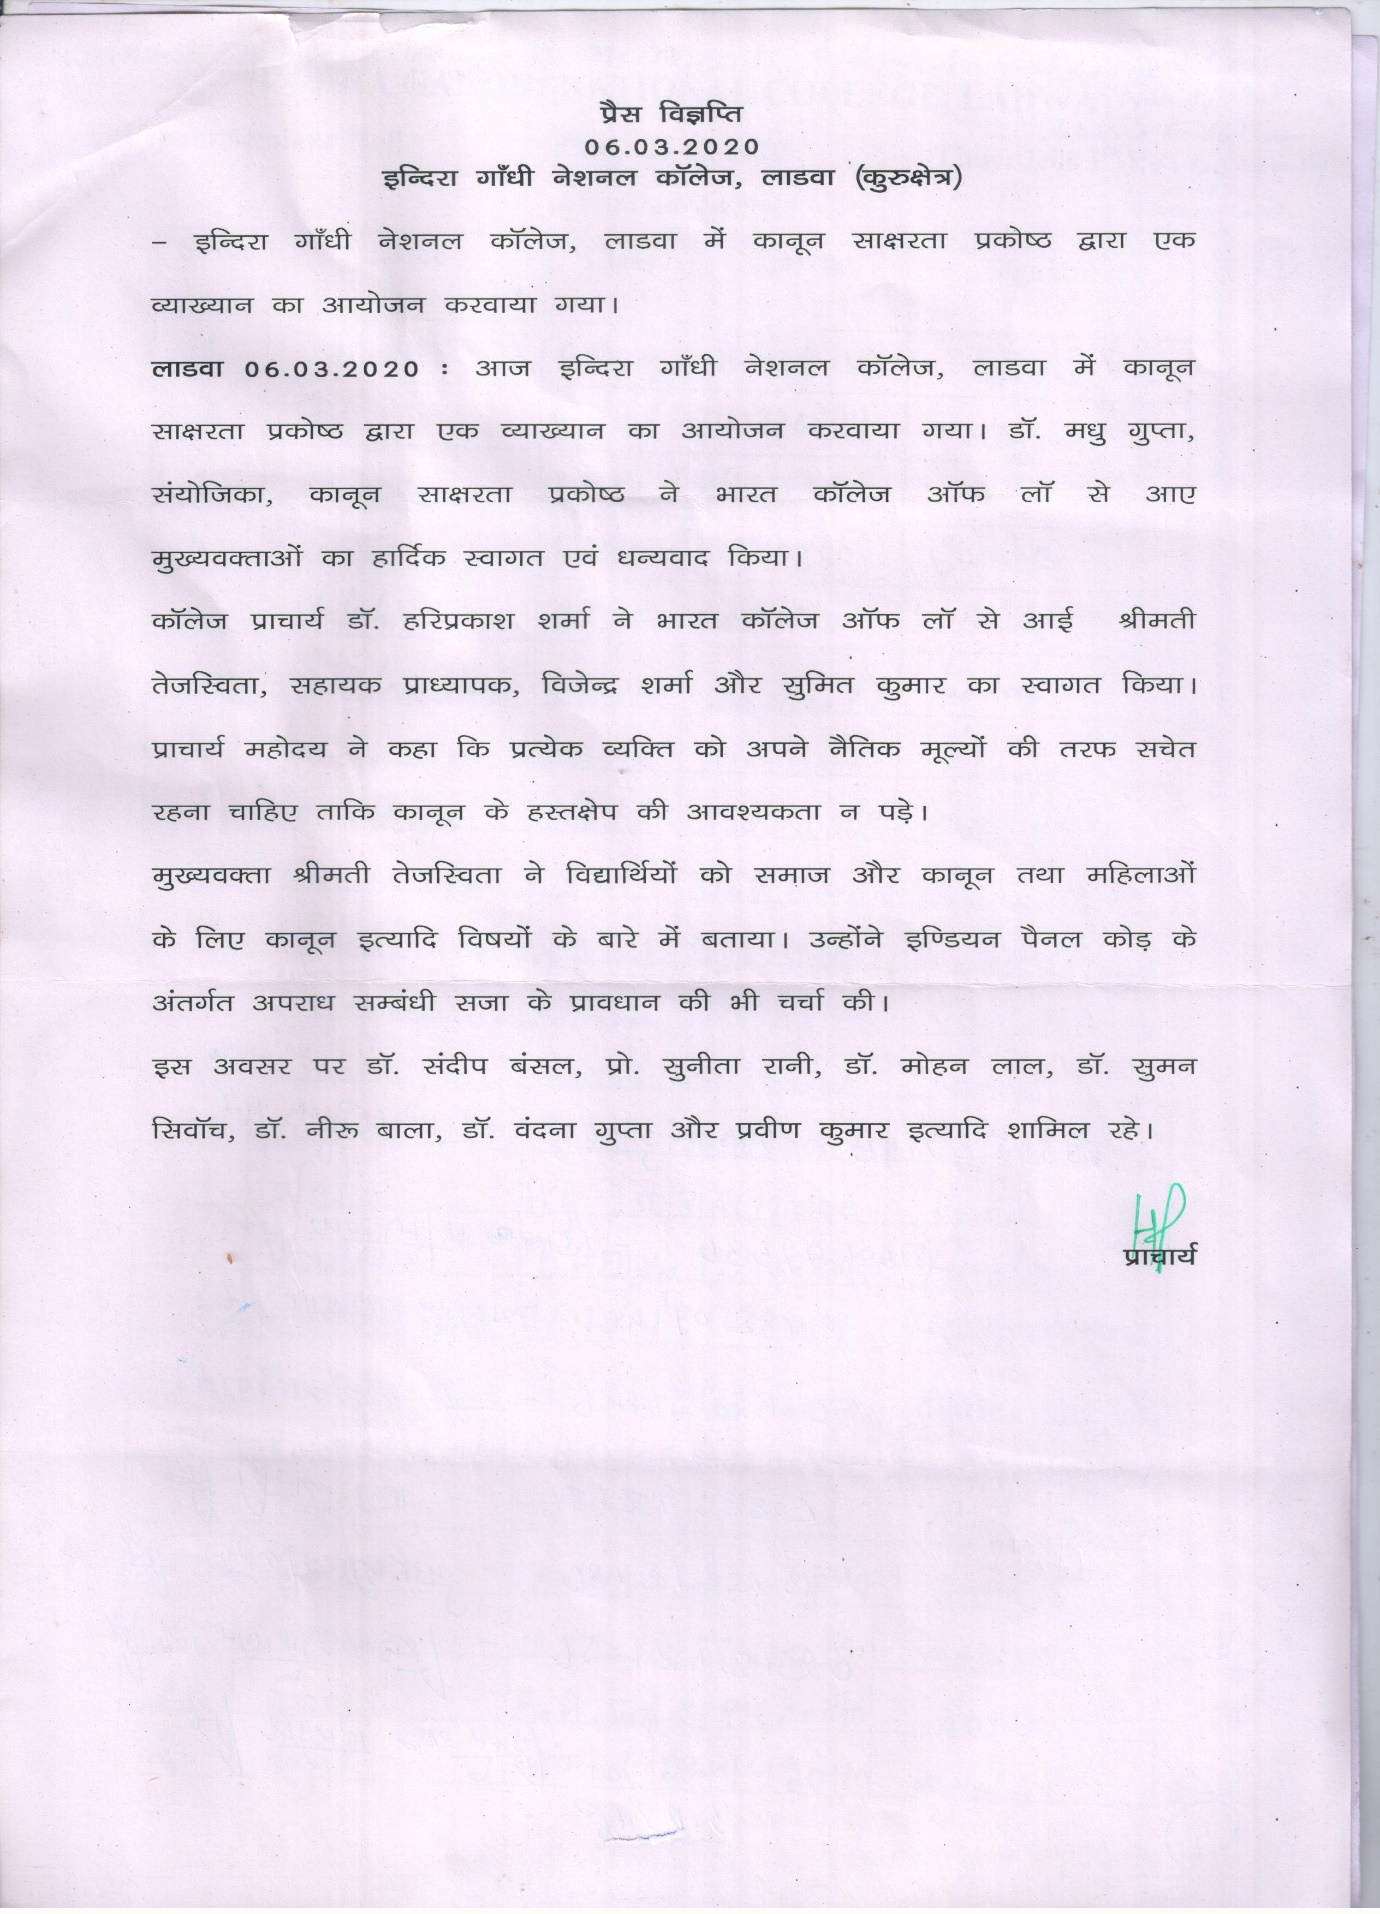 प्रैस विज्ञप्ति
06.03.2020
इन्दिरा गाँधी नेशनल कॉलेज, लाडवा (कुरुक्षेत्र)
– इन्दिरा गाँधी नेशनल कॉलेज, लाडवा में कानून साक्षरता प्रकोष्ठ द्वारा एक
व्याख्यान का आयोजन करवाया गया।
लाडवा 06.03.2020 : आज इन्दिरा गाँधी नेशनल कॉलेज, लाडवा में कानून
साक्षरता प्रकोष्ठ द्वारा एक व्याख्यान का आयोजन करवाया गया। डॉ. मधु गुप्ता,
संयोजिका, कानून साक्षरता प्रकोष्ठ ने भारत कॉलेज ऑफ लॉ से आए
मुख्यवक्ताओं का हार्दिक स्वागत एवं धन्यवाद किया।
कॉलेज प्राचार्य डॉ. हरिप्रकाश शर्मा ने भारत कॉलेज ऑफ लॉ से आई श्रीमती
तेजस्विता, सहायक प्राध्यापक, विजेन्द्र शर्मा और सुमित कुमार का स्वागत किया।
प्राचार्य महोदय ने कहा कि प्रत्येक व्यक्ति को अपने नैतिक मूल्यों की तरफ सचेत
रहना चाहिए ताकि कानून के हस्तक्षेप की आवश्यकता न पड़े।
मुख्यवक्ता श्रीमती तेजस्विता ने विद्यार्थियों को समाज और कानून तथा महिलाओं
के लिए कानून इत्यादि विषयों के बारे में बताया। उन्होंने इण्डियन पैनल कोड़ के
अंतर्गत अपराध सम्बंधी सजा के प्रावधान की भी चर्चा की।
इस अवसर पर डॉ. संदीप बंसल, प्रो. सुनीता रानी, डॉ. मोहन लाल, डॉ. सुमन
सिवॉच, डॉ. नीरू बाला, डॉ. वंदना गुप्ता और प्रवीण कुमार इत्यादि शामिल रहे।
प्राचार्य